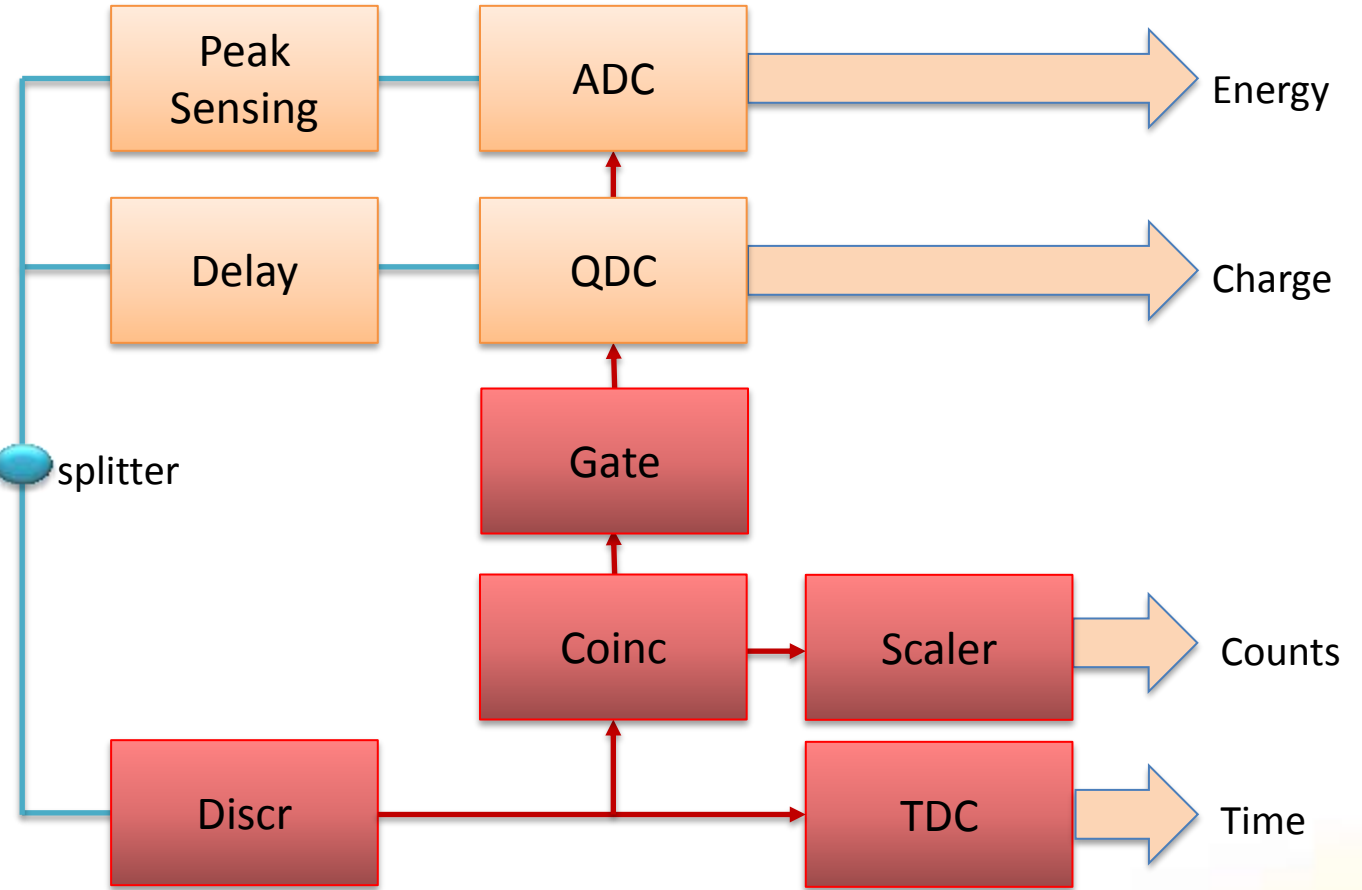 Peak
Sensing
ADC
Energy
Delay
QDC
Charge
Gate
splitter
Coinc
Scaler
Counts
Discr
TDC
Time